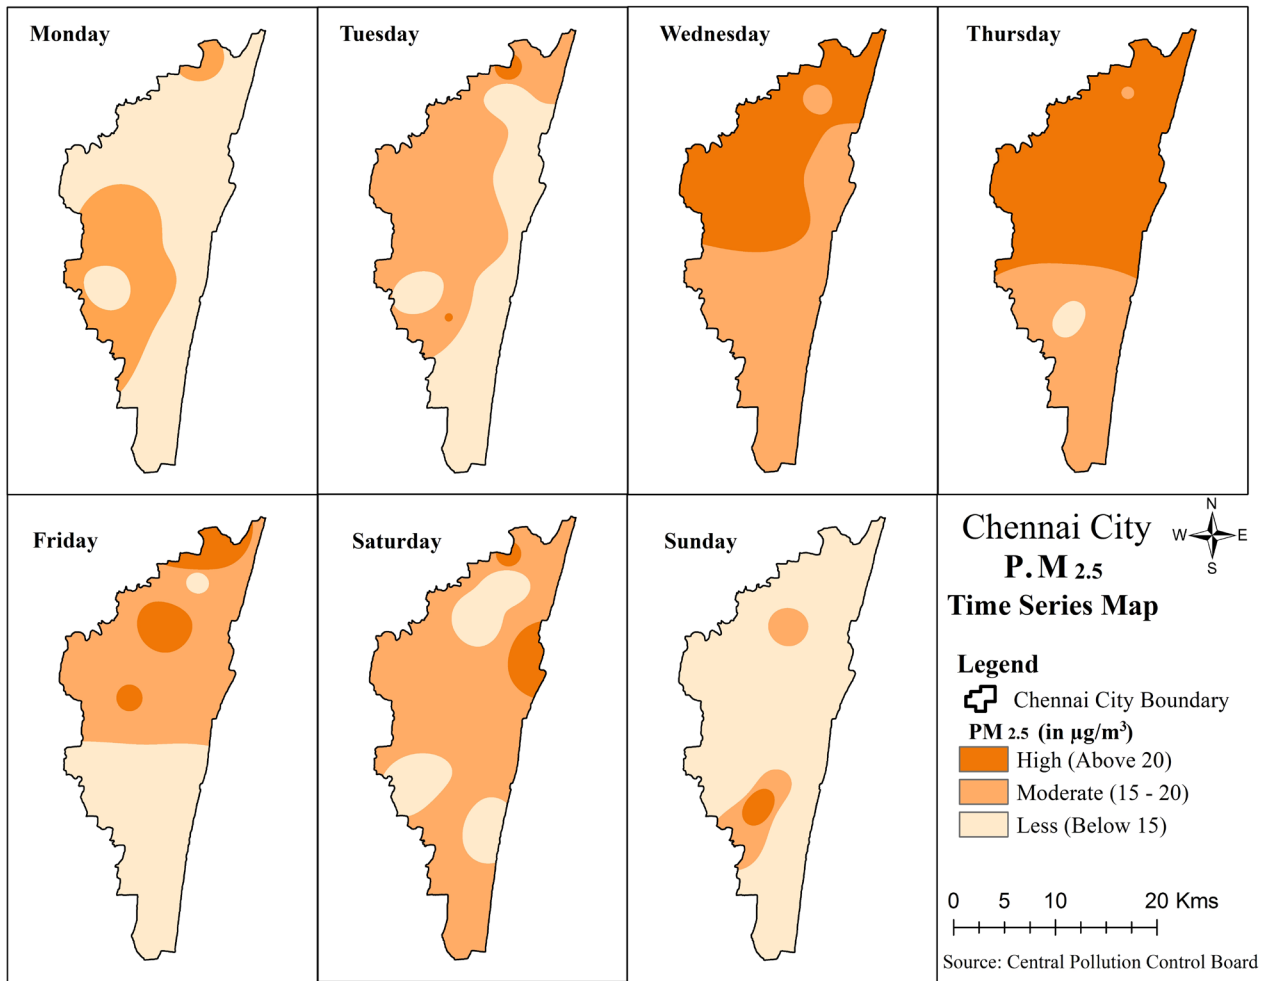 Monday
Tuesday
Wednesday
Thursday
Friday
Saturday
Sunday
Chennai City
P.M 2.5
Time Series Map
N
W E
S
Legend
Chennai City Boundary
PM 2.5 (in µg/m³)
High (Above 20)
Moderate (15 - 20)
Less (Below 15)
0 5 10 20 Kms
Source: Central Pollution Control Board